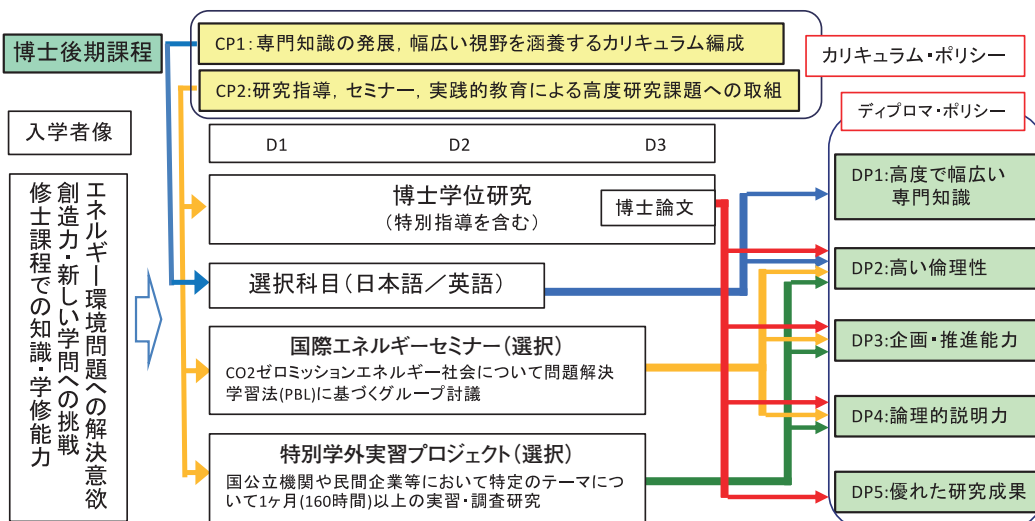 博士後期課程
CP1:専門知識の発展，幅広い視野を涵養するカリキュラム編成
CP2:研究指導，セミナー，実践的教育による高度研究課題への取組
カリキュラム・ポリシー
ディプロマ・ポリシー
入学者像
エネルギー環境問題への解決意欲
創造力・新しい学問への挑戦
修士課程での知識・学修能力
D1 D2 D3
博士学位研究
(特別指導を含む)
博士論文
選択科目(日本語／英語)
国際エネルギーセミナー(選択)
CO2ゼロミッションエネルギー社会について問題解決
学習法(PBL)に基づくグループ討議
特別学外実習プロジェクト(選択)
国公立機関や民間企業等において特定のテーマにつ
いて1ヶ月(160時間)以上の実習・調査研究
DP1:高度で幅広い
専門知識
DP2:高い倫理性
DP3:企画・推進能力
DP4:論理的説明力
DP5:優れた研究成果